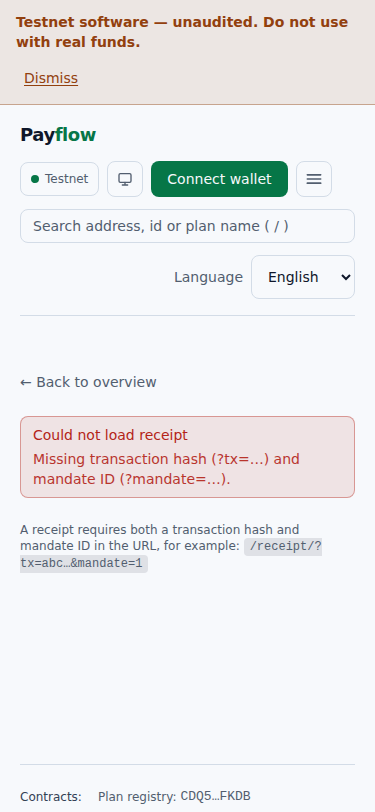 Testnet software — unaudited. Do not use
with real funds.
Dismiss
Payflow
Testnet
Connect wallet
Search address, id or plan name ( / )
Language
English
← Back to overview
Could not load receipt
Missing transaction hash (?tx=…) and
mandate ID (?mandate=…).
A receipt requires both a transaction hash and
mandate ID in the URL, for example: /receipt/?
tx=abc…&mandate=1
Contracts: Plan registry: CDQ5…FKDB